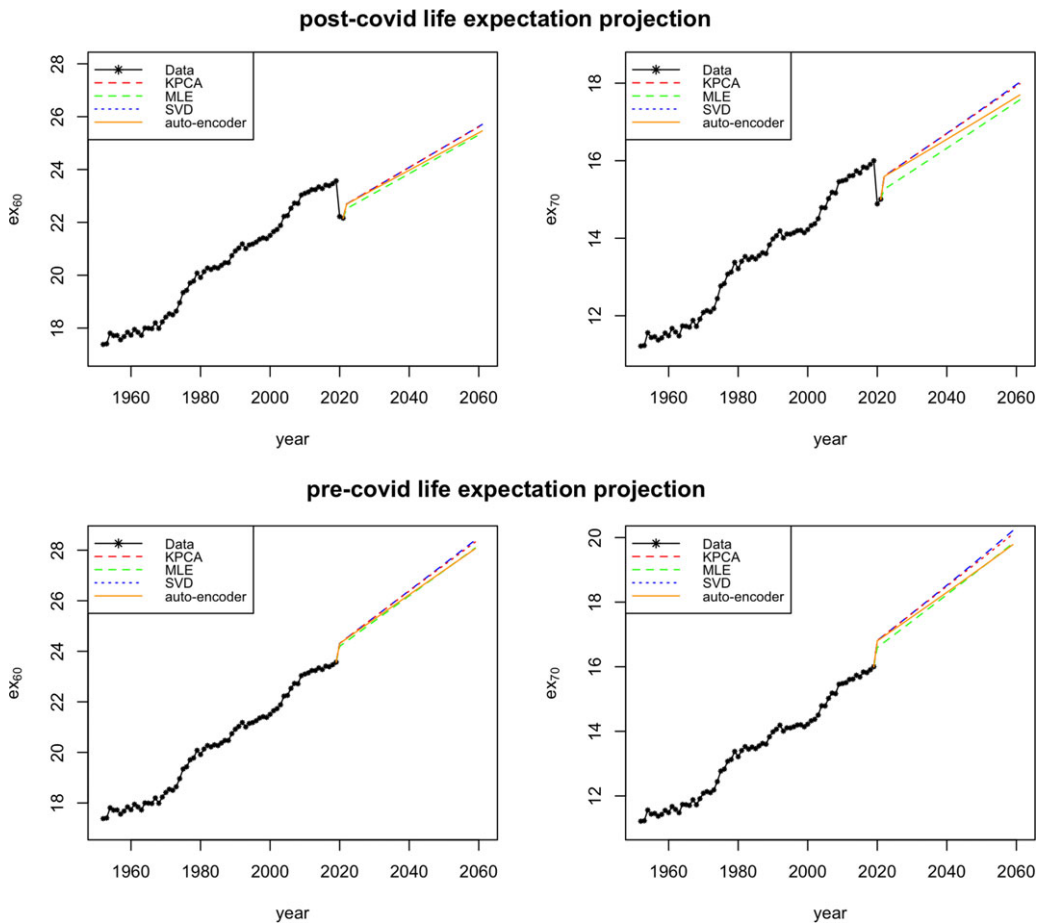 post-covid life expectation projection
Data
KPCA
MLE
SVD
auto-encoder
ex60
18 20 22 24 26 28
1960 1980 2000 2020 2040 2060
year
Data
KPCA
MLE
SVD
auto-encoder
ex70
12 14 16 18
1960 1980 2000 2020 2040 2060
year
pre-covid life expectation projection
Data
KPCA
MLE
SVD
auto-encoder
ex60
18 20 22 24 26 28
1960 1980 2000 2020 2040 2060
year
Data
KPCA
MLE
SVD
auto-encoder
ex70
12 14 16 18 20
1960 1980 2000 2020 2040 2060
year